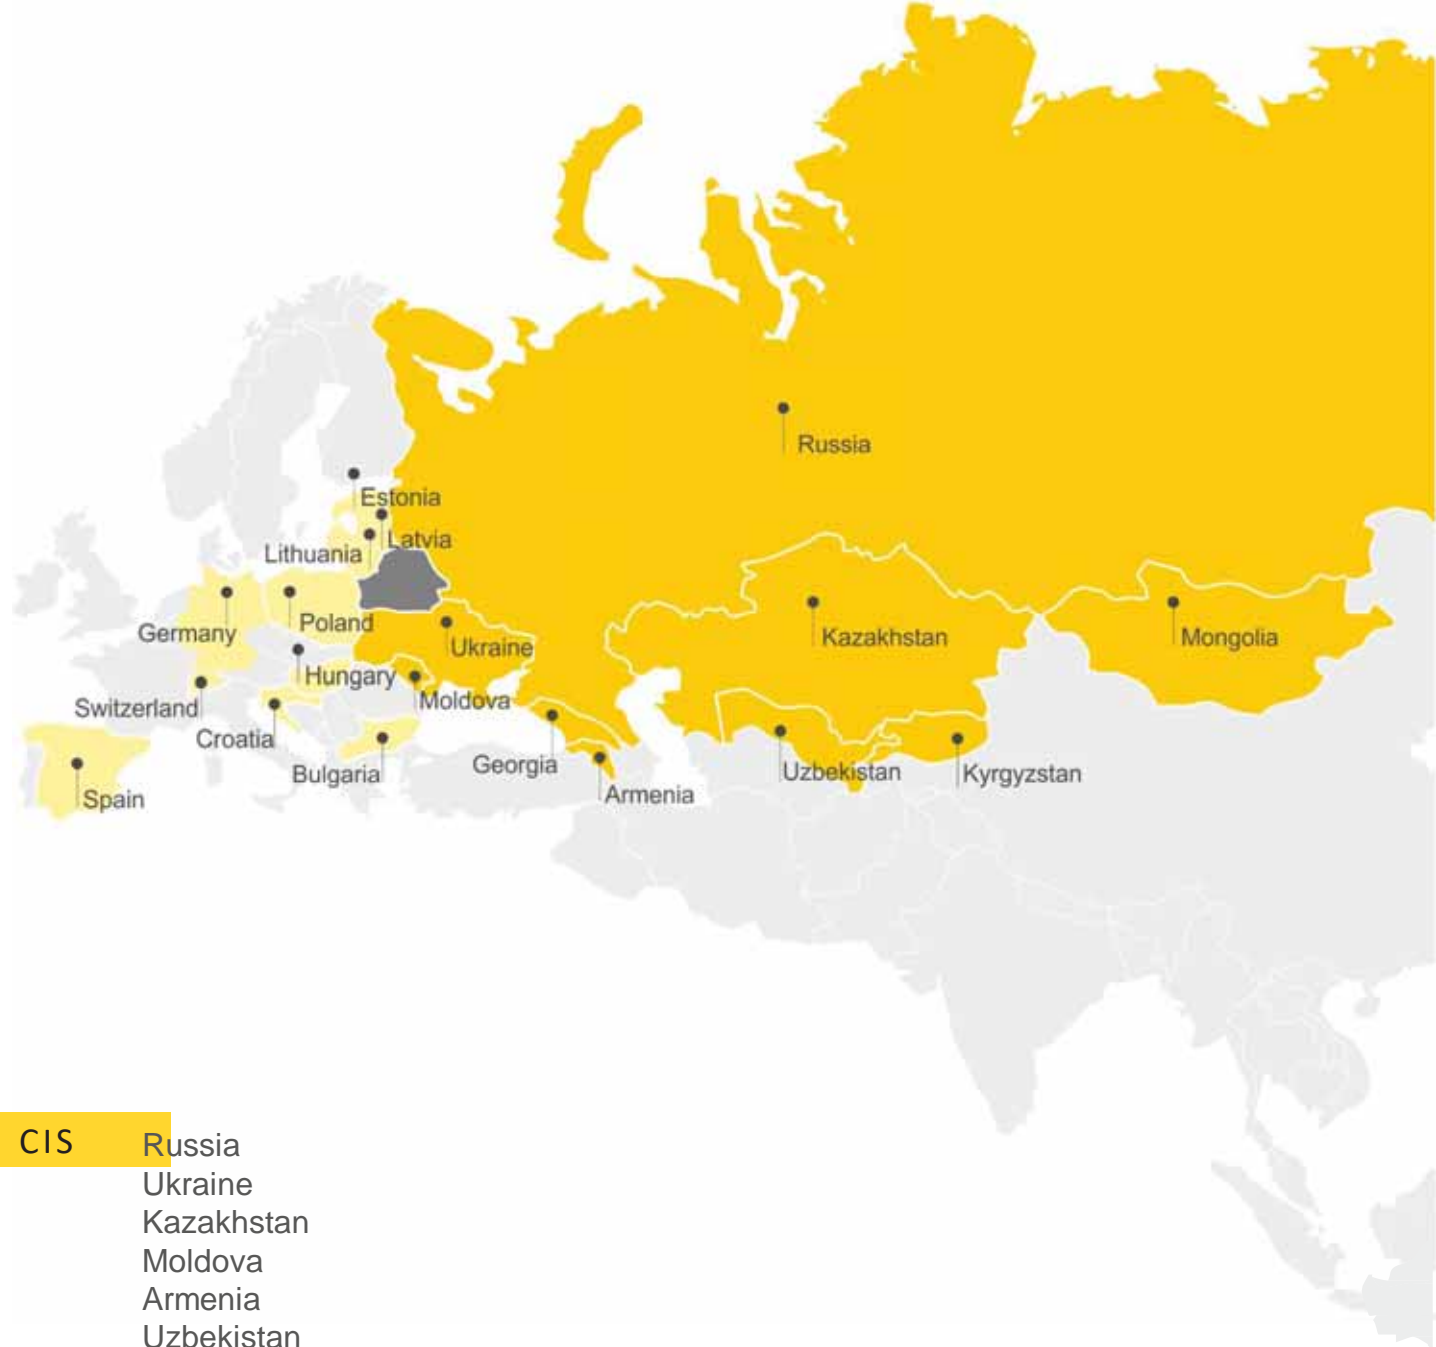 Russia
Estonia
Latvia
Lithuania
Germany
Poland
Ukraine
Kazakhstan
Mongolia
Hungary
Moldova
Switzerland
Croatia
Bulgaria
Georgia
Armenia
Uzbekistan
Kyrgyzstan
Spain
CIS
Russia
Ukraine
Kazakhstan
Moldova
Armenia
Uzbekistan